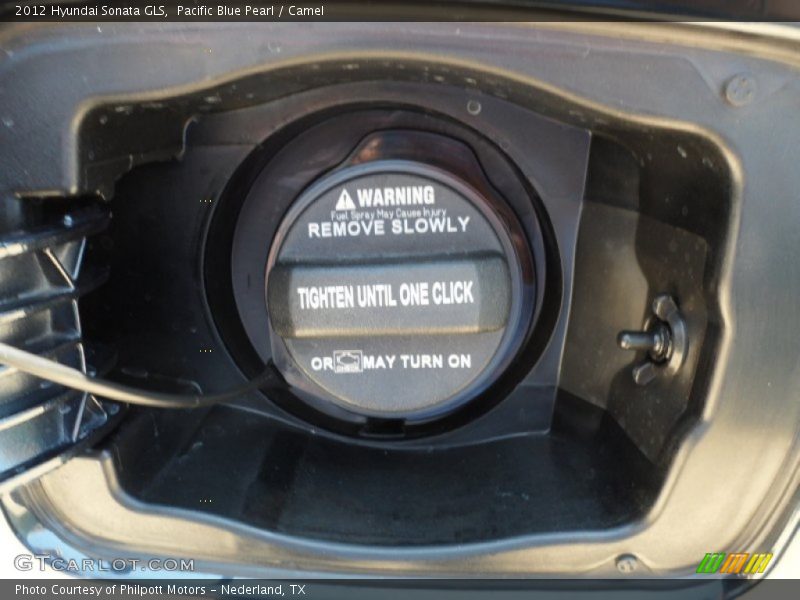 2012 Hyundai Sonata GLS, Pacific Blue Pearl / Camel
WARNING
Fuel Spray May Cause Injury
REMOVE SLOWLY
TIGHTEN UNTIL ONE CLICK
OR MAY TURN ON
GTCARLOT.COM
Photo Courtesy of Philpott Motors - Nederland, TX